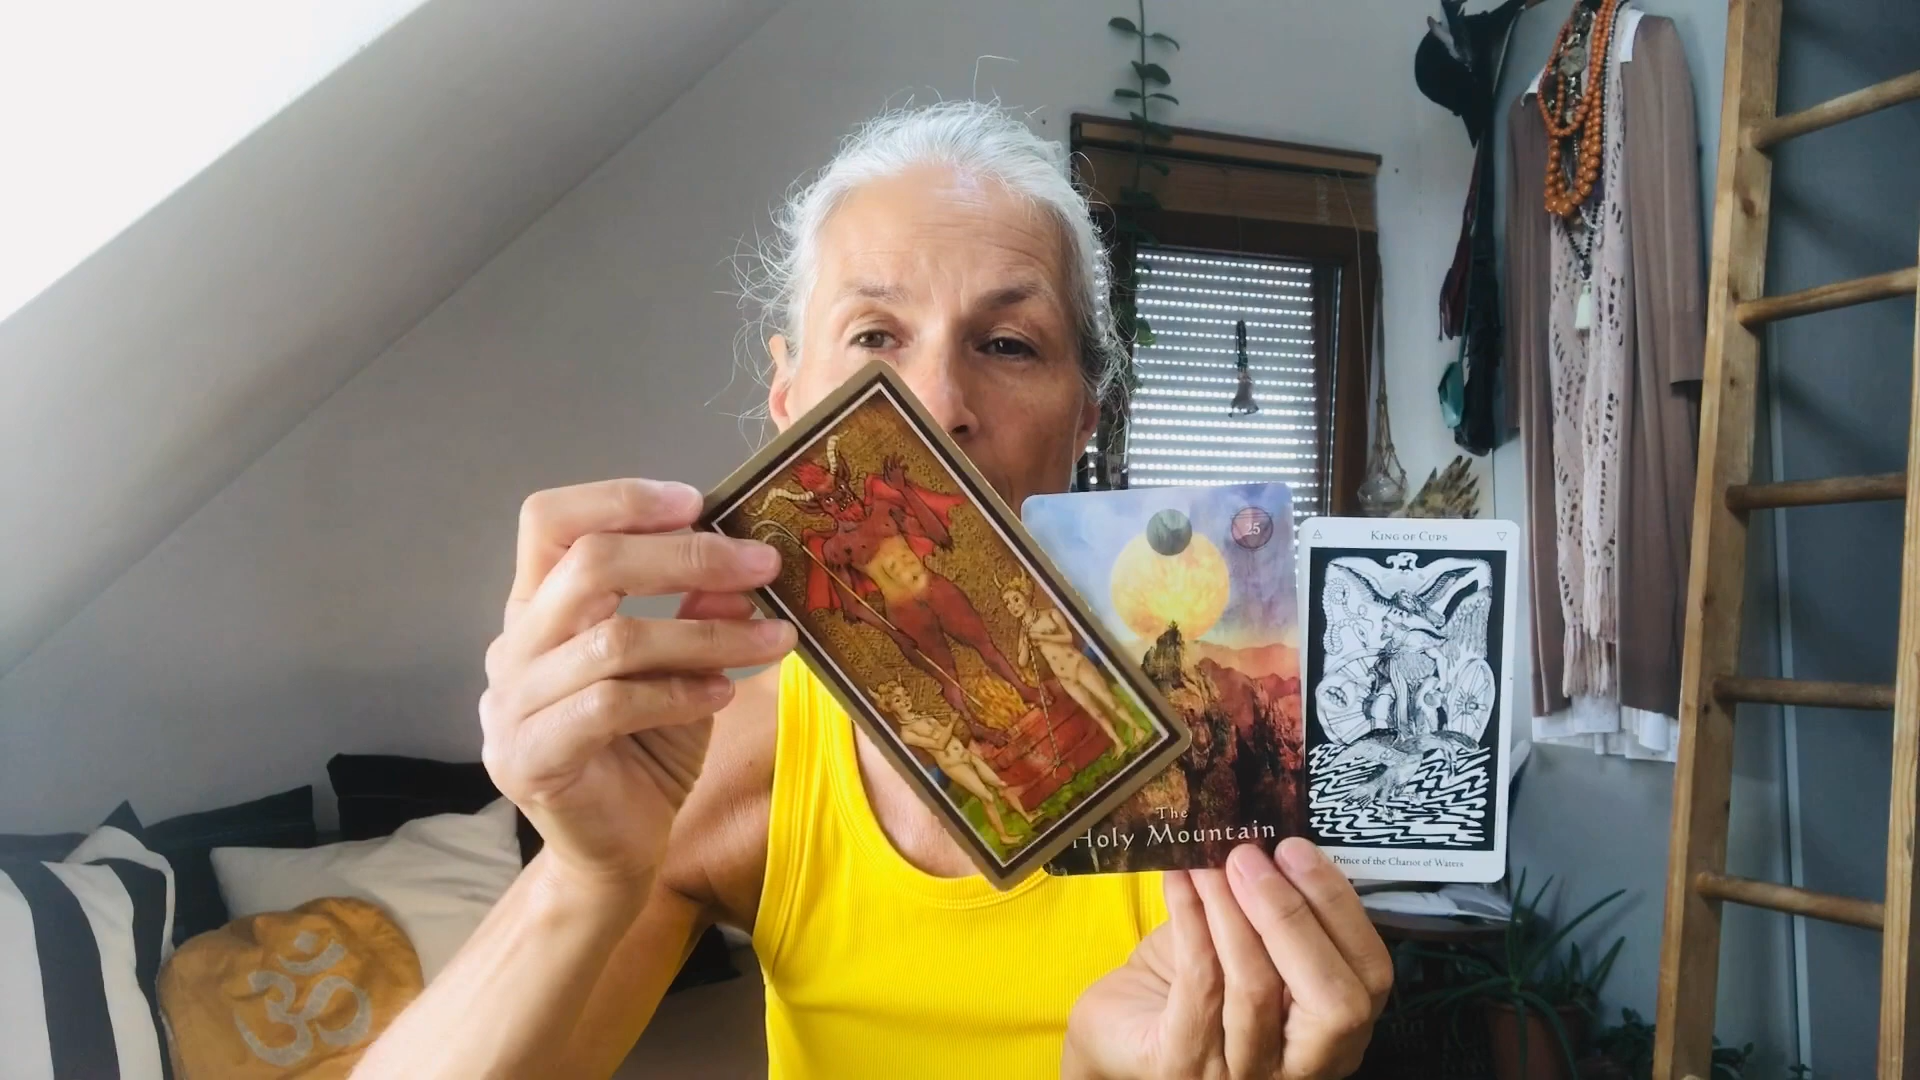 25
The
Holy Mountain
King of Cups
Prince of the Chariot of Waters